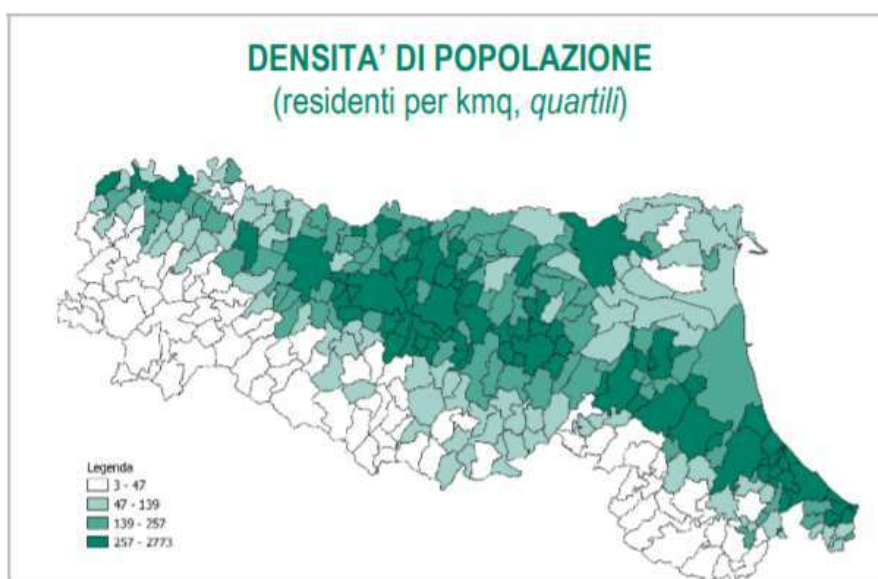 DENSITA' DI POPOLAZIONE
(residenti per kmq, quartili)
Legenda
3 - 47
47 - 139
139 - 257
257 - 2773